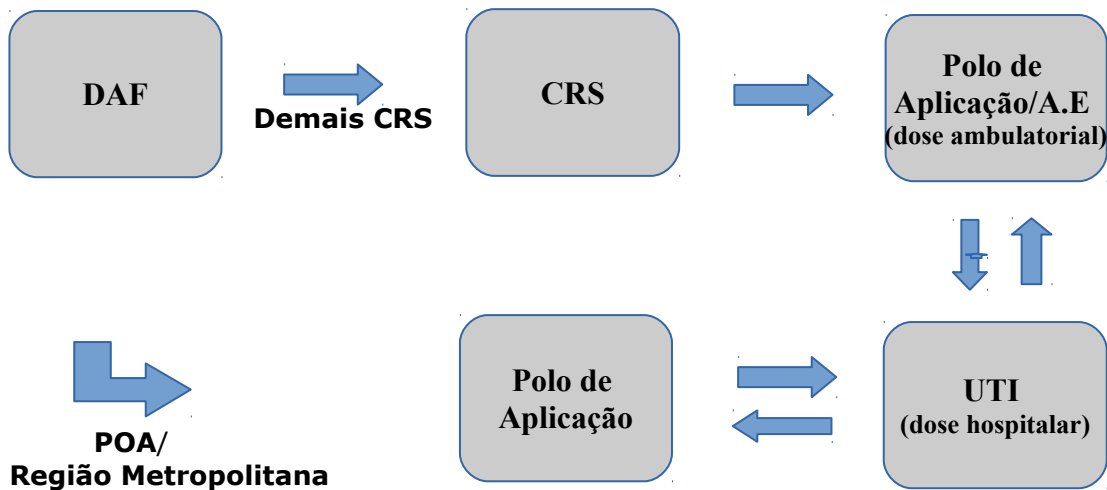 DAF
Demais CRS
CRS
Polo de
Aplicação/A.E
(dose ambulatorial)
POA/
Região Metropolitana
Polo de
Aplicação
UTI
(dose hospitalar)